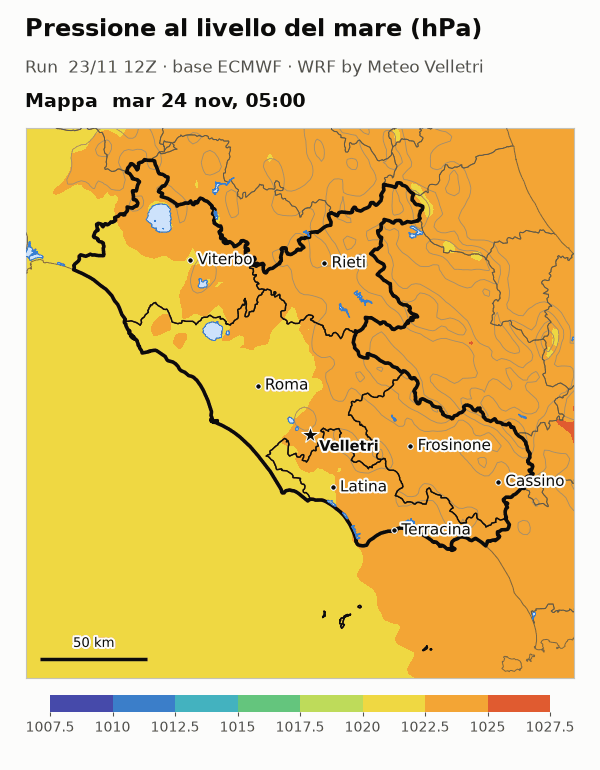 Pressione al livello del mare (hPa)
Run  23/11 12Z · base ECMWF · WRF by Meteo Velletri
Mappa  mar 24 nov, 05:00
Viterbo
Rieti
Roma
Velletri
Frosinone
Cassino
Latina
Terracina
50 km
1007.5 1010 1012.5 1015 1017.5 1020 1022.5 1025 1027.5